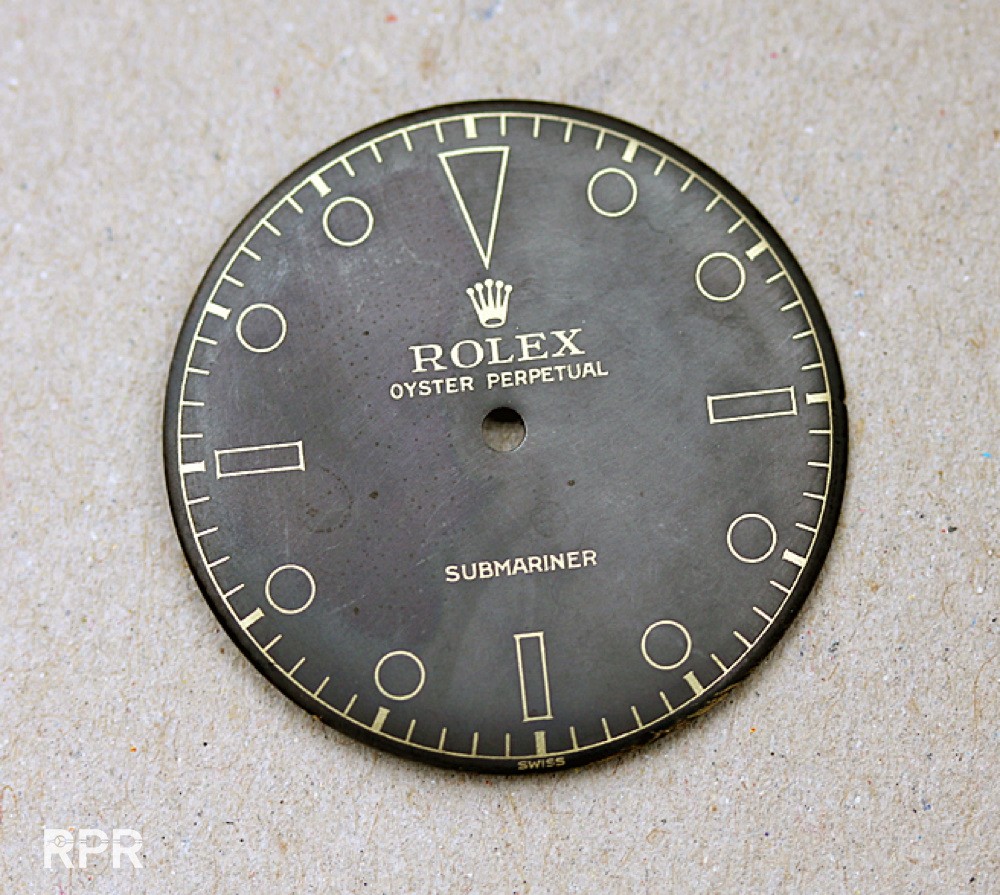 ROLEX
OYSTER PERPETUAL
SUBMARINER
SWISS
RPR